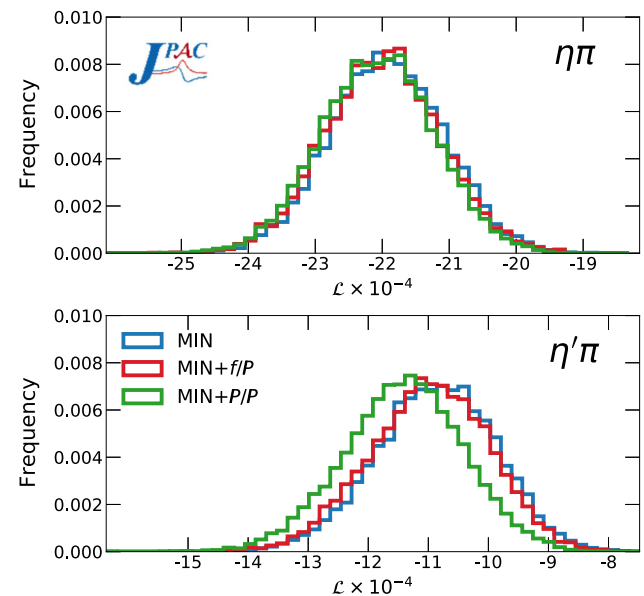 0.010
JPAC
ηπ
0.008
0.006
0.004
0.002
0.000
Frequency
-25 -24 -23 -22 -21 -20 -19
ℒ × 10⁻⁴
0.010
MIN
η′π
0.008
MIN+f/P
MIN+P/P
0.006
0.004
0.002
0.000
Frequency
-15 -14 -13 -12 -11 -10 -9 -8
ℒ × 10⁻⁴